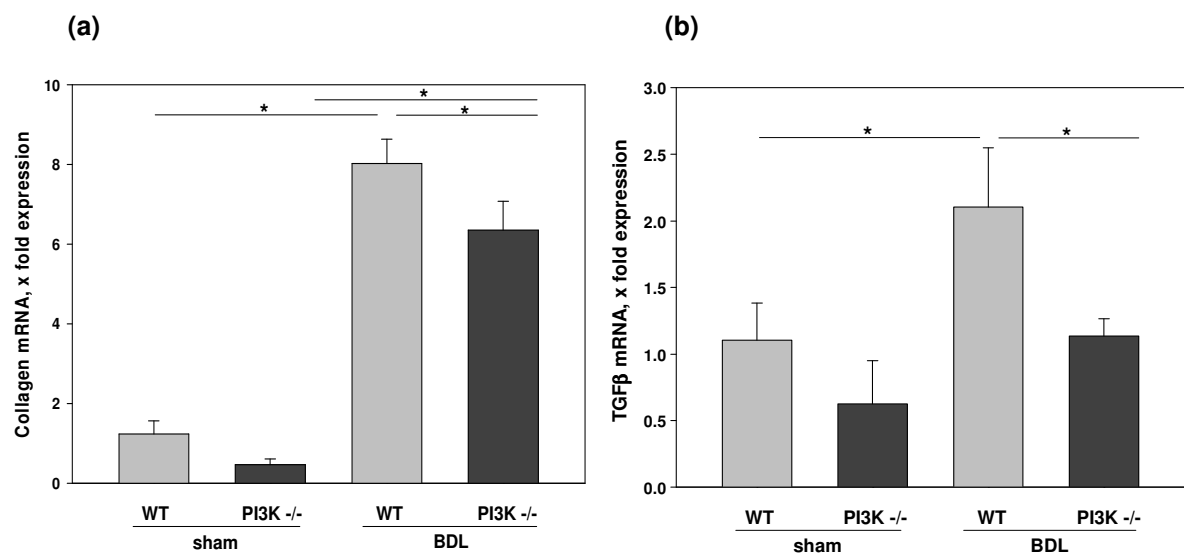 (a)
(b)
Collagen mRNA, x fold expression
10
8
6
4
2
0
*
*
*
WT PI3K -/- WT PI3K -/-
sham BDL
TGFβ mRNA, x fold expression
3.0
2.5
2.0
1.5
1.0
0.5
0.0
*
*
WT PI3K -/- WT PI3K -/-
sham BDL